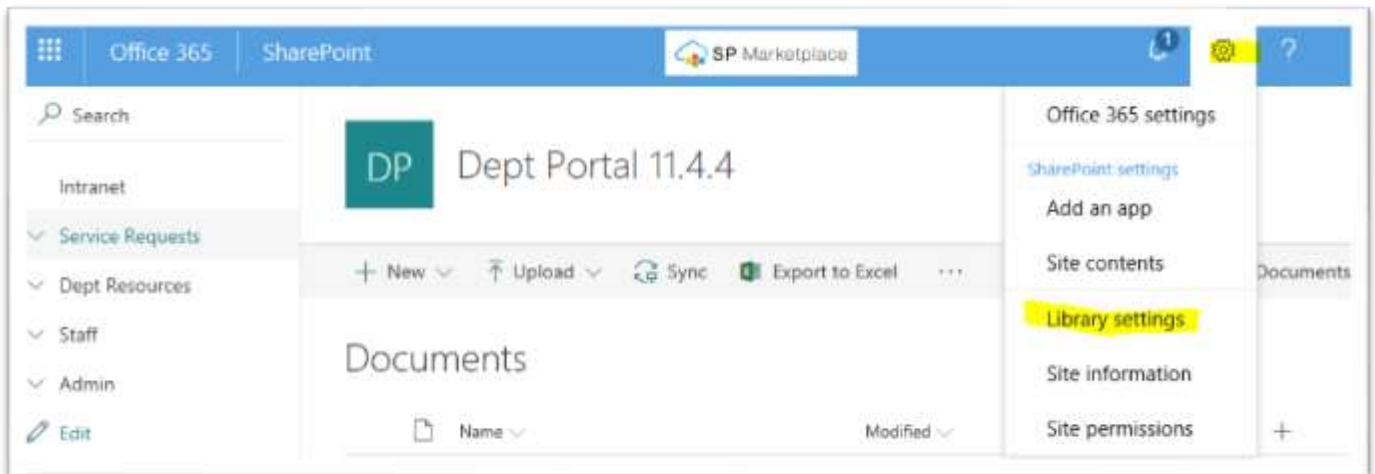 Office 365 SharePoint SP Marketplace 1 ?
Search
Intranet
Service Requests
Dept Resources
Staff
Admin
Edit
DP Dept Portal 11.4.4
+ New Upload Sync Export to Excel ... Documents
Documents
Name Modified +
Office 365 settings
SharePoint settings
Add an app
Site contents
Library settings
Site information
Site permissions